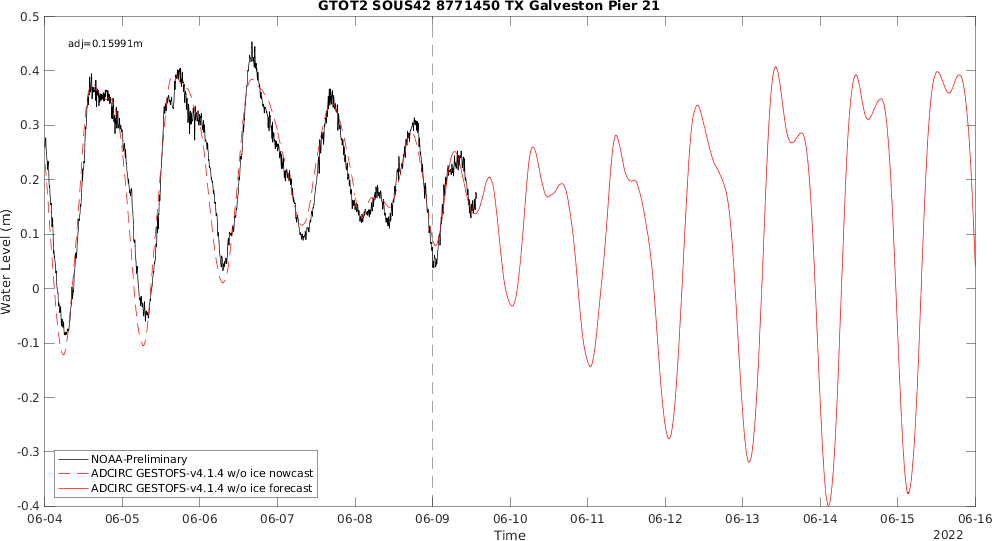 GTOT2 SOUS42 8771450 TX Galveston Pier 21
0.5
adj=0.15991m
0.4
0.3
0.2
0.1
0
-0.1
-0.2
-0.3
-0.4
Water Level (m)
NOAA-Preliminary
ADCIRC GESTOFS-v4.1.4 w/o ice nowcast
ADCIRC GESTOFS-v4.1.4 w/o ice forecast
06-04 06-05 06-06 06-07 06-08 06-09 06-10 06-11 06-12 06-13 06-14 06-15 06-16
Time
2022